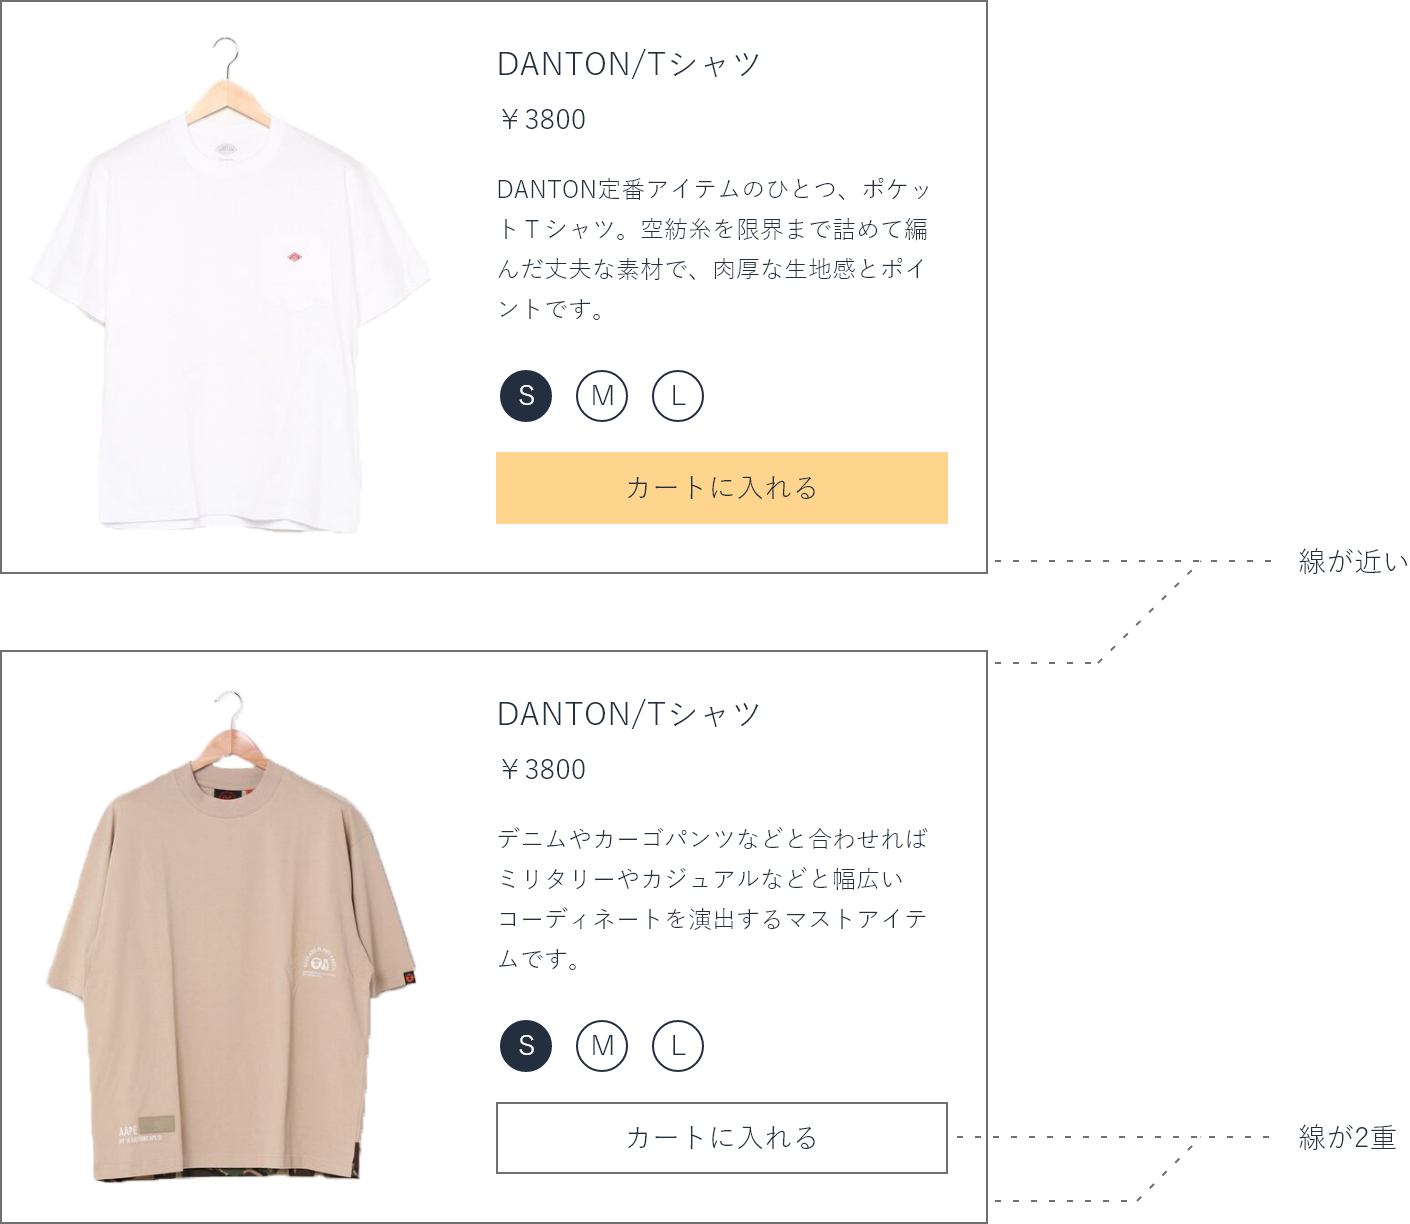 DANTON/Tシャツ
￥3800
DANTON定番アイテムのひとつ、ポケッ
トＴシャツ。空紡糸を限界まで詰めて編
んだ丈夫な素材で、肉厚な生地感とポイ
ントです。
S M L
カートに入れる
線が近い
DANTON/Tシャツ
￥3800
デニムやカーゴパンツなどと合わせれば
ミリタリーやカジュアルなどと幅広い
コーディネートを演出するマストアイテ
ムです。
S M L
カートに入れる
線が2重
AAPE